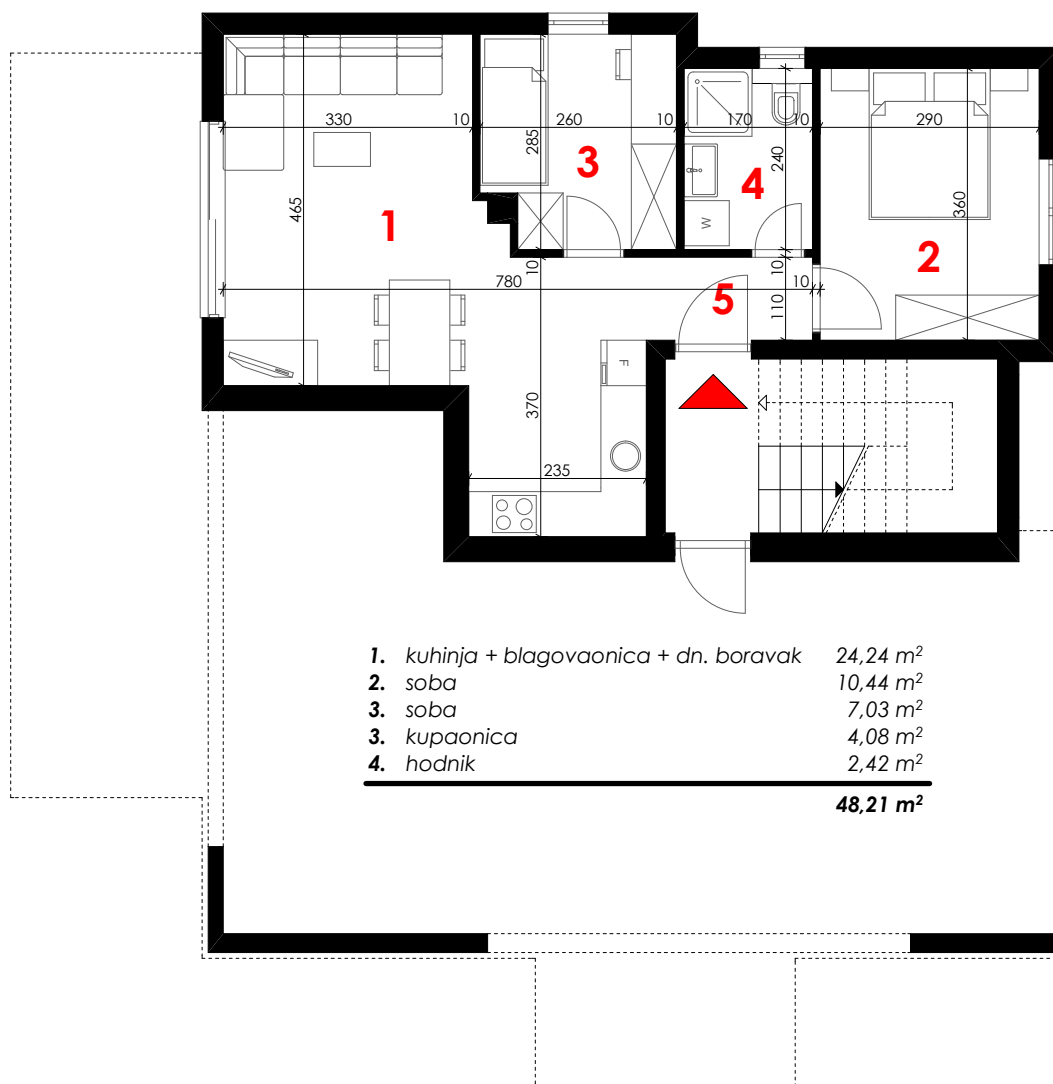 330
10
260
10
170
10
290
285
3
4
240
465
1
360
2
W
10
10
780
5
10
110
F
370
235
1. kuhinja + blagovaonica + dn. boravak 24,24 m²
2. soba 10,44 m²
3. soba 7,03 m²
3. kupaonica 4,08 m²
4. hodnik 2,42 m²
48,21 m²